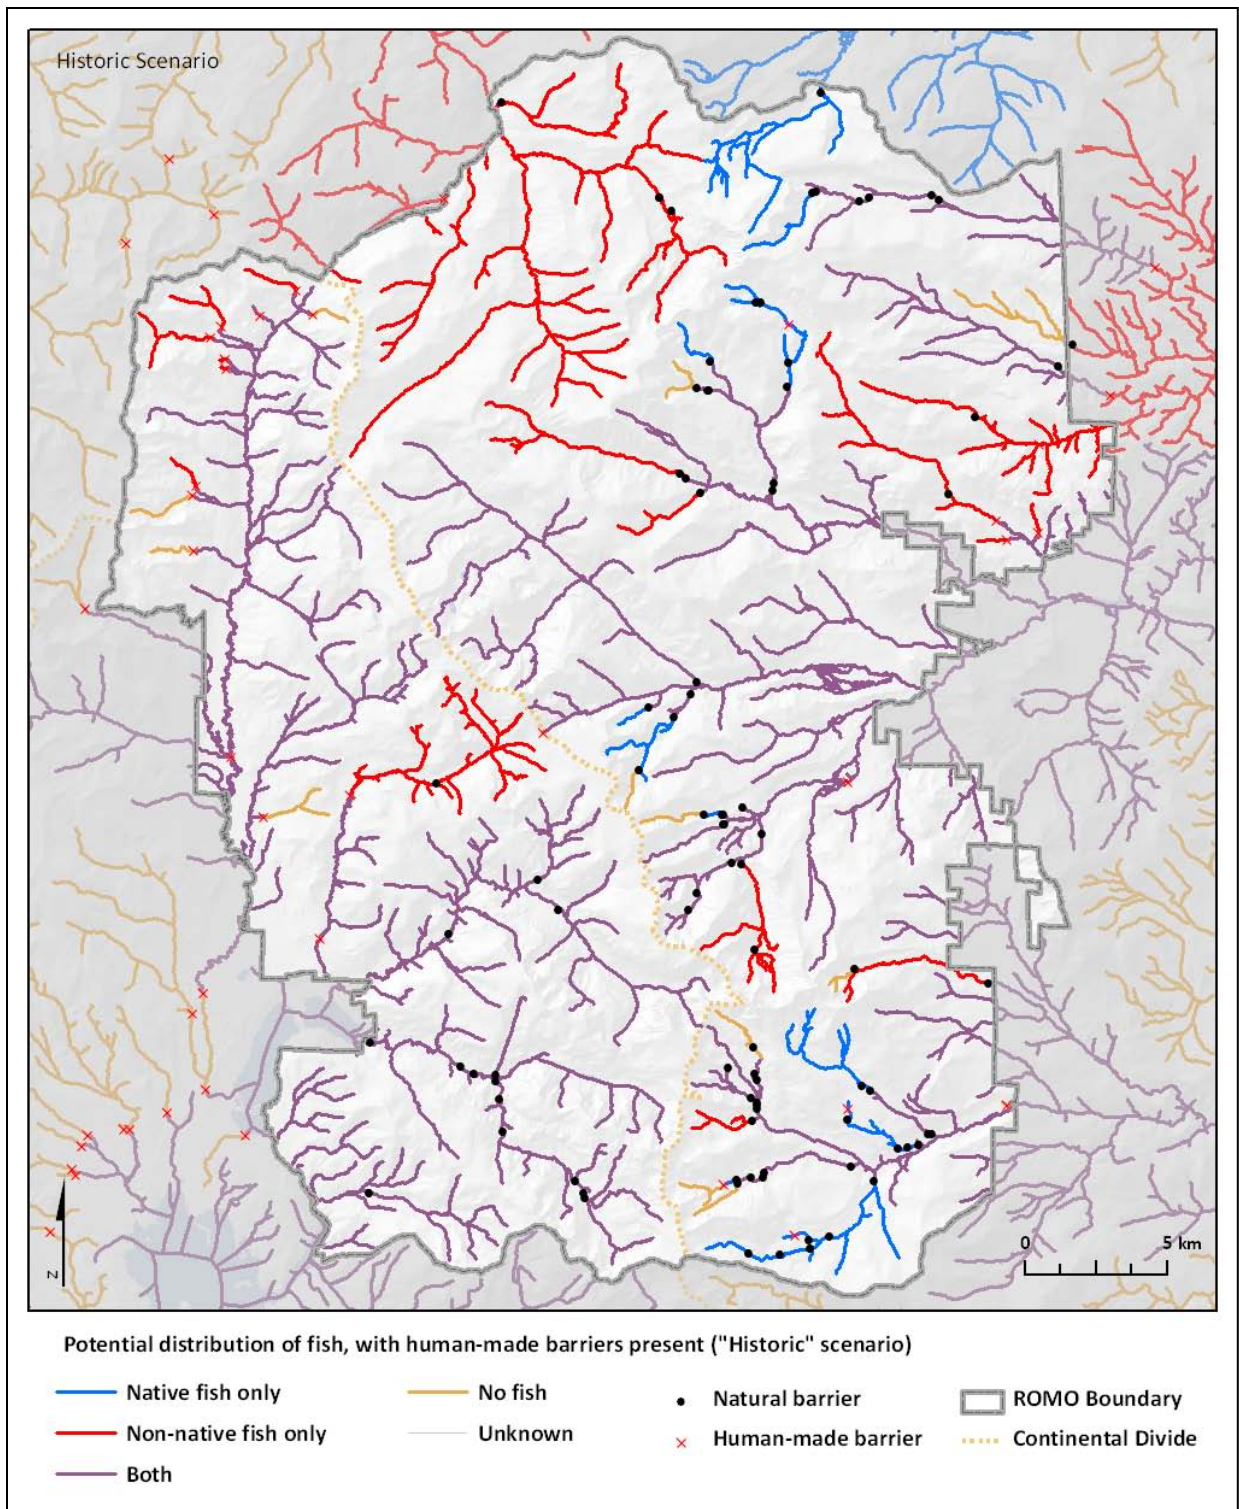 Historic Scenario
0 5 km
N
Potential distribution of fish, with human-made barriers present ("Historic" scenario)
Native fish only
Non-native fish only
Both
No fish
Unknown
Natural barrier
Human-made barrier
ROMO Boundary
Continental Divide